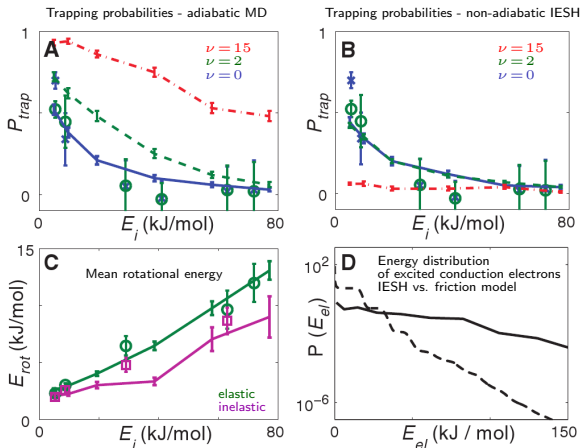 Trapping probabilities - adiabatic MD
Trapping probabilities - non-adiabatic IESH
A
ν = 15
ν = 2
ν = 0
1
0
P_trap
0
80
E_i (kJ/mol)
B
ν = 15
ν = 2
ν = 0
1
0
P_trap
0
80
E_i (kJ/mol)
C
Mean rotational energy
15
0
E_rot (kJ/mol)
elastic
inelastic
0
80
E_i (kJ/mol)
D
Energy distribution
of excited conduction electrons
IESH vs. friction model
10²
10⁻⁶
P (E_el)
0
150
E_el (kJ / mol)